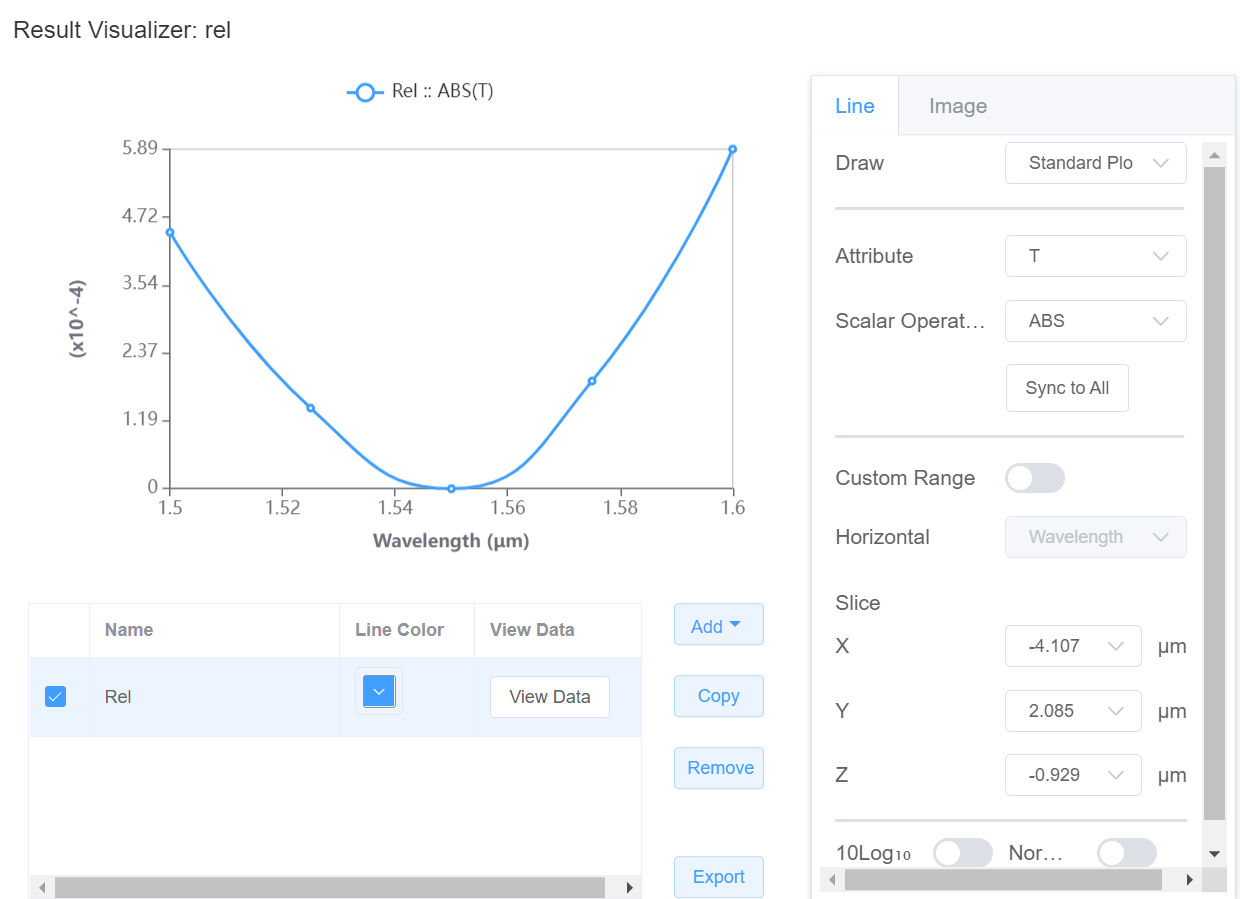 Result Visualizer: rel
Rel :: ABS(T)
5.89
4.72
3.54
2.37
1.19
0
(x10^-4)
1.5 1.52 1.54 1.56 1.58 1.6
Wavelength (μm)
Name Line Color View Data
Rel View Data
Add
Copy
Remove
Export
Line Image
Draw Standard Plo
Attribute T
Scalar Operat... ABS
Sync to All
Custom Range
Horizontal Wavelength
Slice
X -4.107 μm
Y 2.085 μm
Z -0.929 μm
10Log₁₀ Nor...